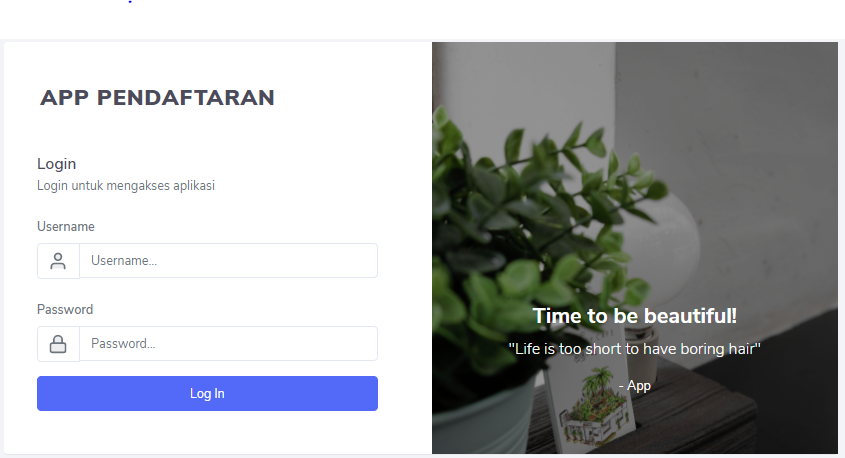 APP PENDAFTARAN
Login
Login untuk mengakses aplikasi
Username
Username...
Password
Password...
Log In
Time to be beautiful!
"Life is too short to have boring hair"
- App